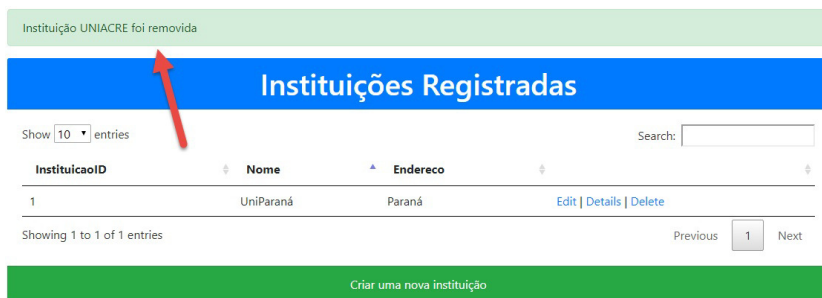 Instituição UNIACRE foi removida
Instituições Registradas
Show 10 entries Search:
InstituicaoID Nome Endereco
1 UniParaná Paraná Edit | Details | Delete
Showing 1 to 1 of 1 entries Previous 1 Next
Criar uma nova instituição